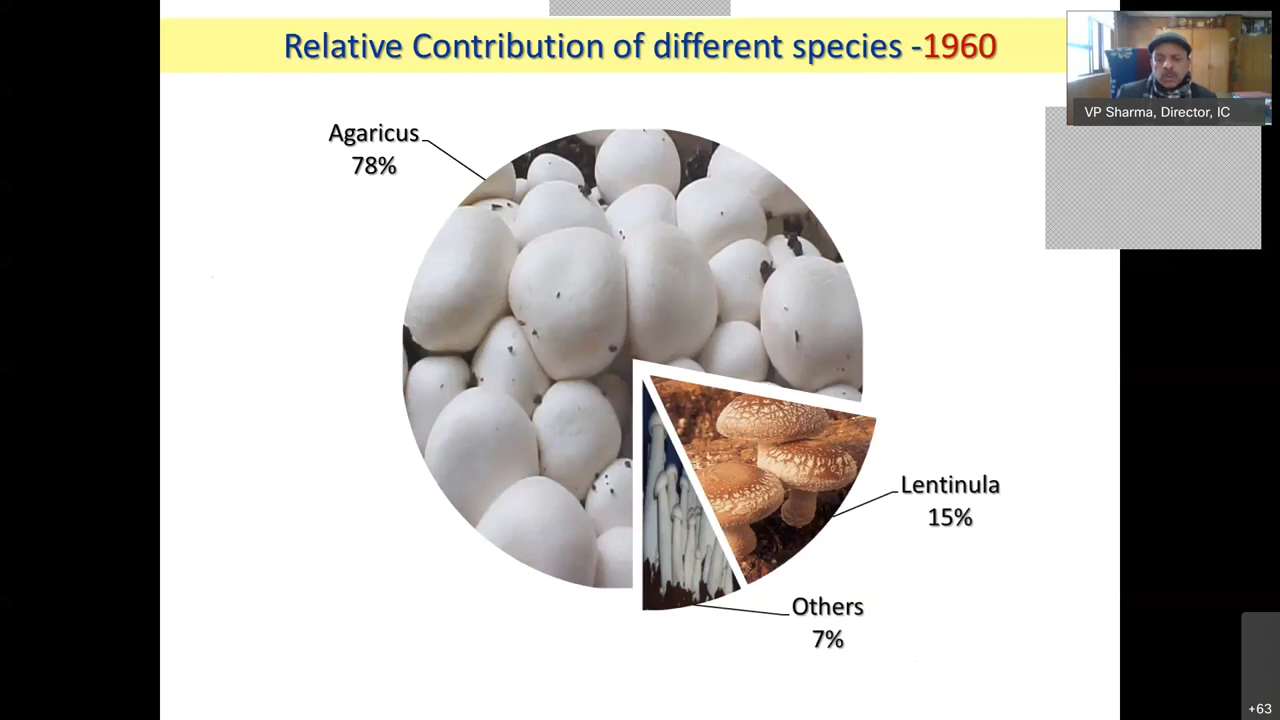 Relative Contribution of different species -1960
VP Sharma, Director, IC
Agaricus
78%
Lentinula
15%
Others
7%
+63